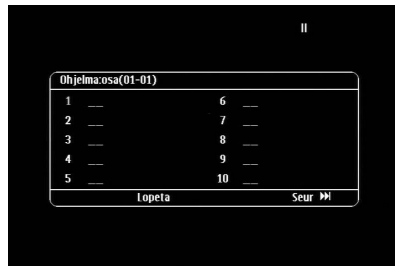 Ohjelma:osa(01-01)
1 __ 6 __
2 __ 7 __
3 __ 8 __
4 __ 9 __
5 __ 10 __
Lopeta Seur